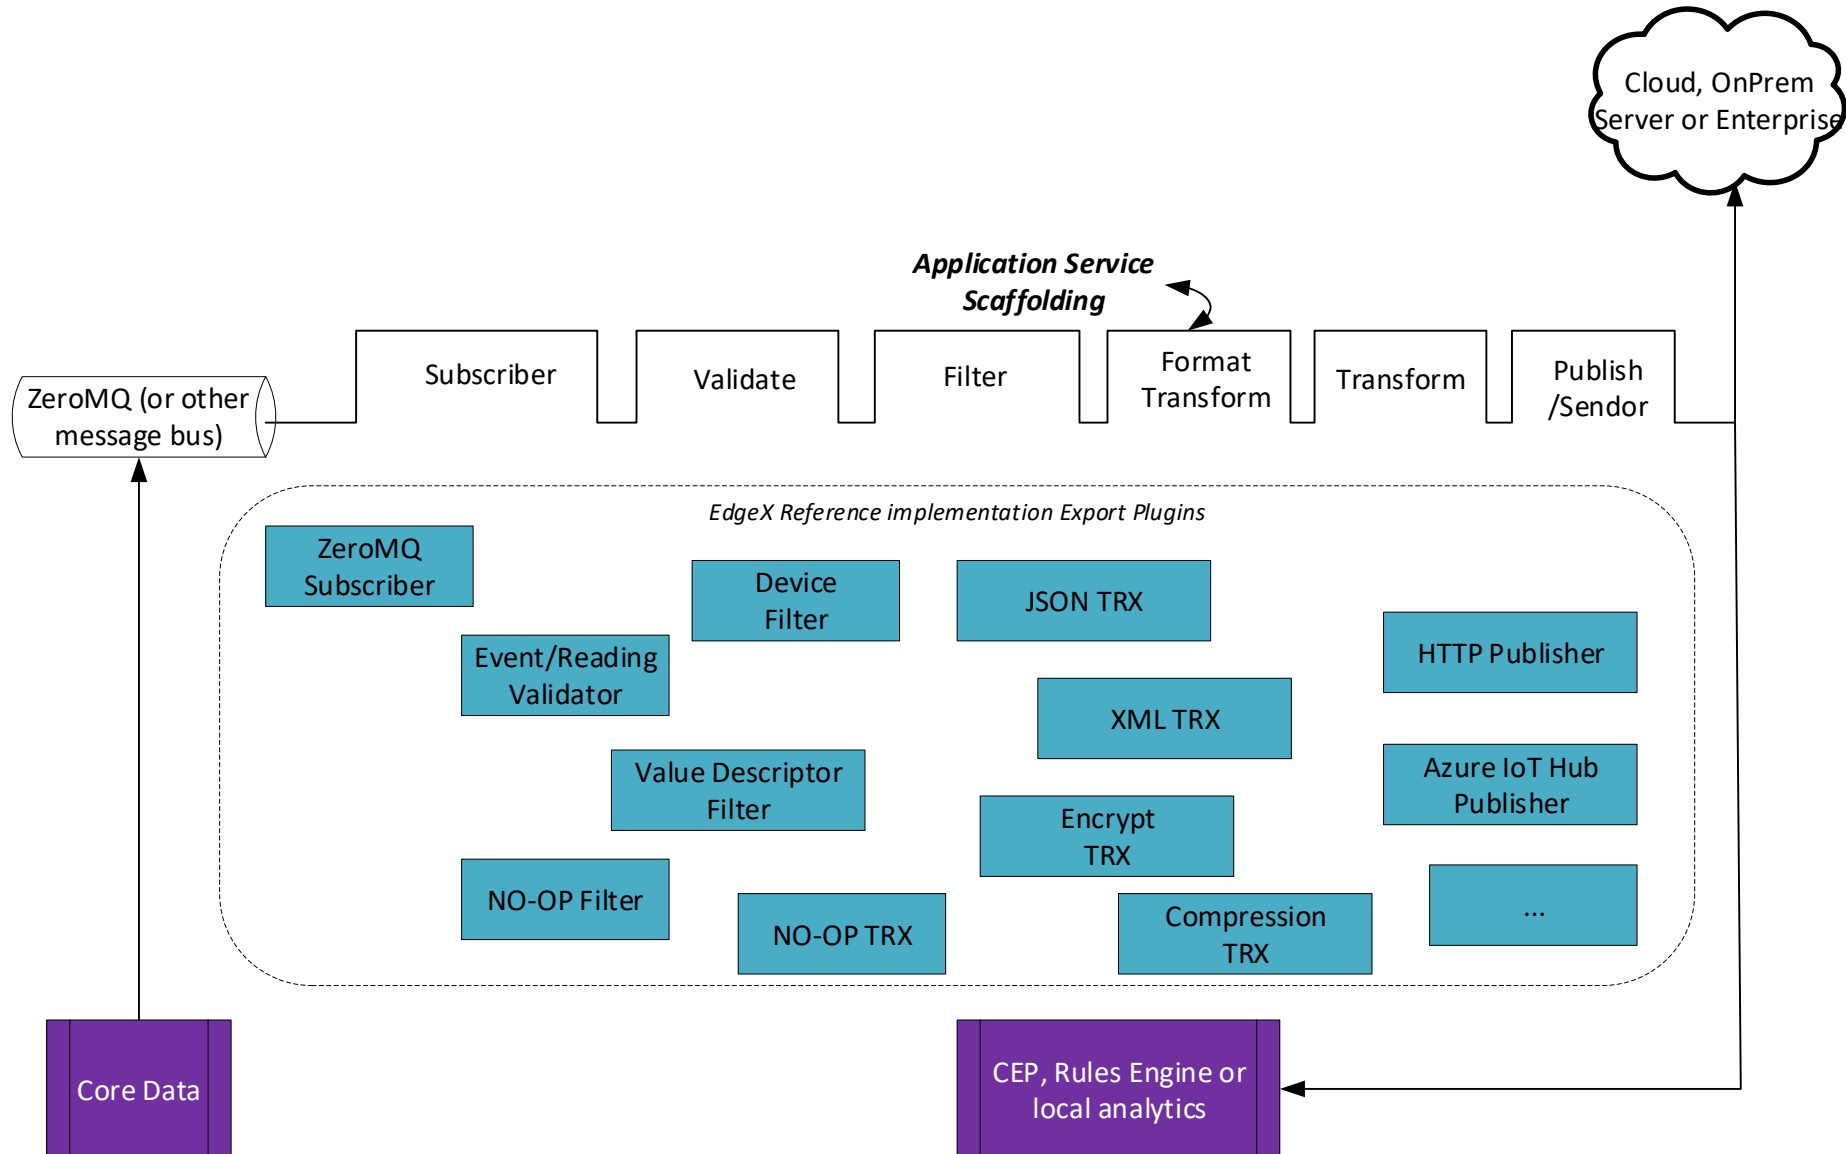 Cloud, OnPrem
Server or Enterprise
Application Service
Scaffolding
Subscriber
Validate
Filter
Format
Transform
Transform
Publish
/Sendor
ZeroMQ (or other
message bus)
EdgeX Reference implementation Export Plugins
ZeroMQ
Subscriber
Device
Filter
JSON TRX
HTTP Publisher
Event/Reading
Validator
XML TRX
Value Descriptor
Filter
Azure IoT Hub
Publisher
Encrypt
TRX
NO-OP Filter
NO-OP TRX
Compression
TRX
...
Core Data
CEP, Rules Engine or
local analytics